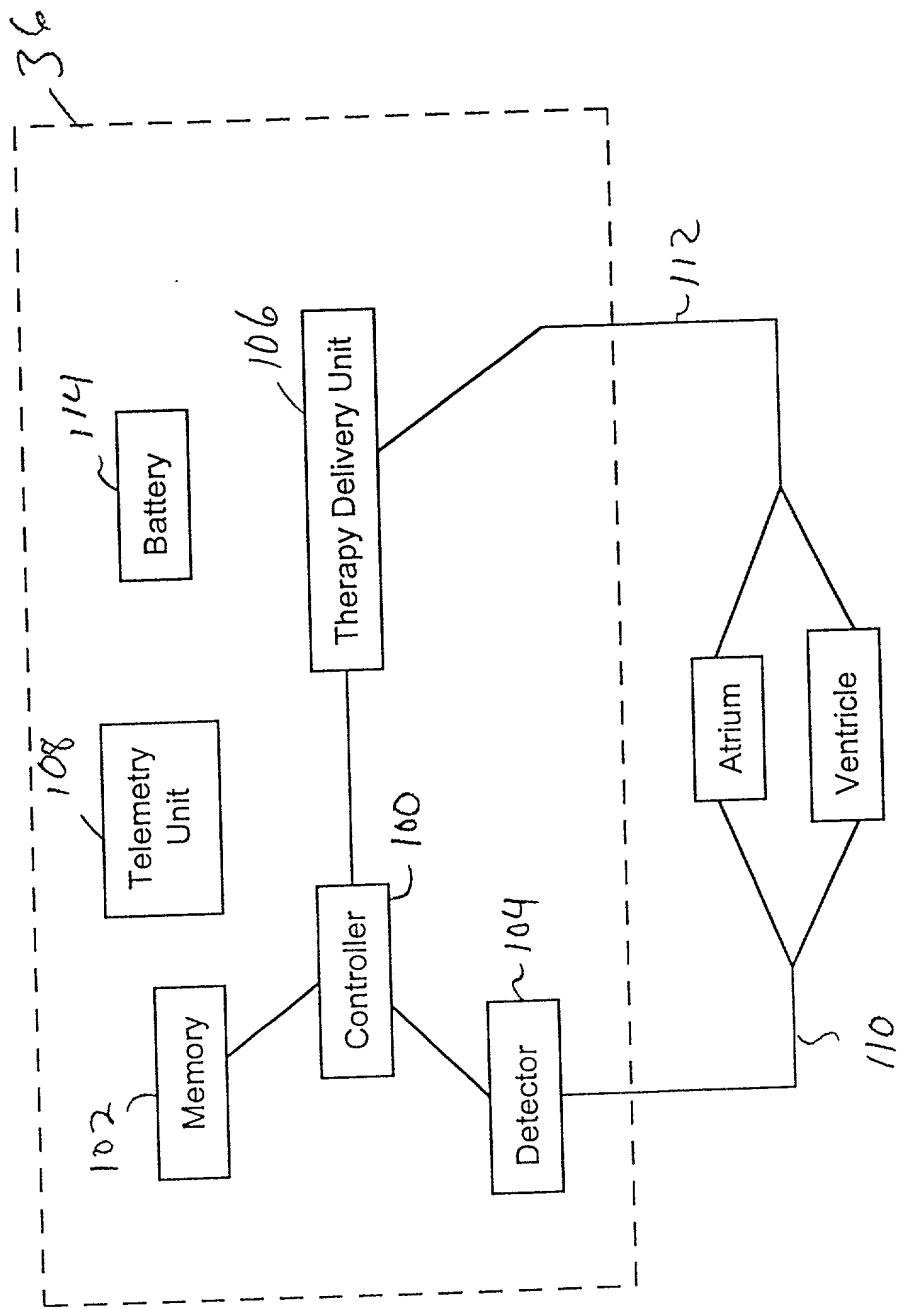 36
114
Battery
106
Therapy Delivery Unit
112
108
Telemetry
Unit
102
Memory
100
Controller
104
Detector
Atrium
Ventricle
110